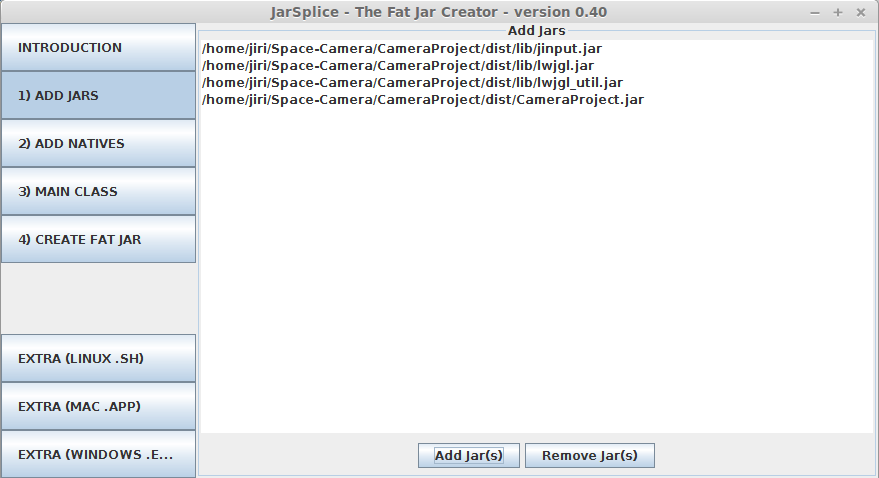 JarSplice - The Fat Jar Creator - version 0.40
INTRODUCTION
1) ADD JARS
2) ADD NATIVES
3) MAIN CLASS
4) CREATE FAT JAR
EXTRA (LINUX .SH)
EXTRA (MAC .APP)
EXTRA (WINDOWS .E...
Add Jars
/home/jiri/Space-Camera/CameraProject/dist/lib/jinput.jar
/home/jiri/Space-Camera/CameraProject/dist/lib/lwjgl.jar
/home/jiri/Space-Camera/CameraProject/dist/lib/lwjgl_util.jar
/home/jiri/Space-Camera/CameraProject/dist/CameraProject.jar
Add Jar(s)
Remove Jar(s)